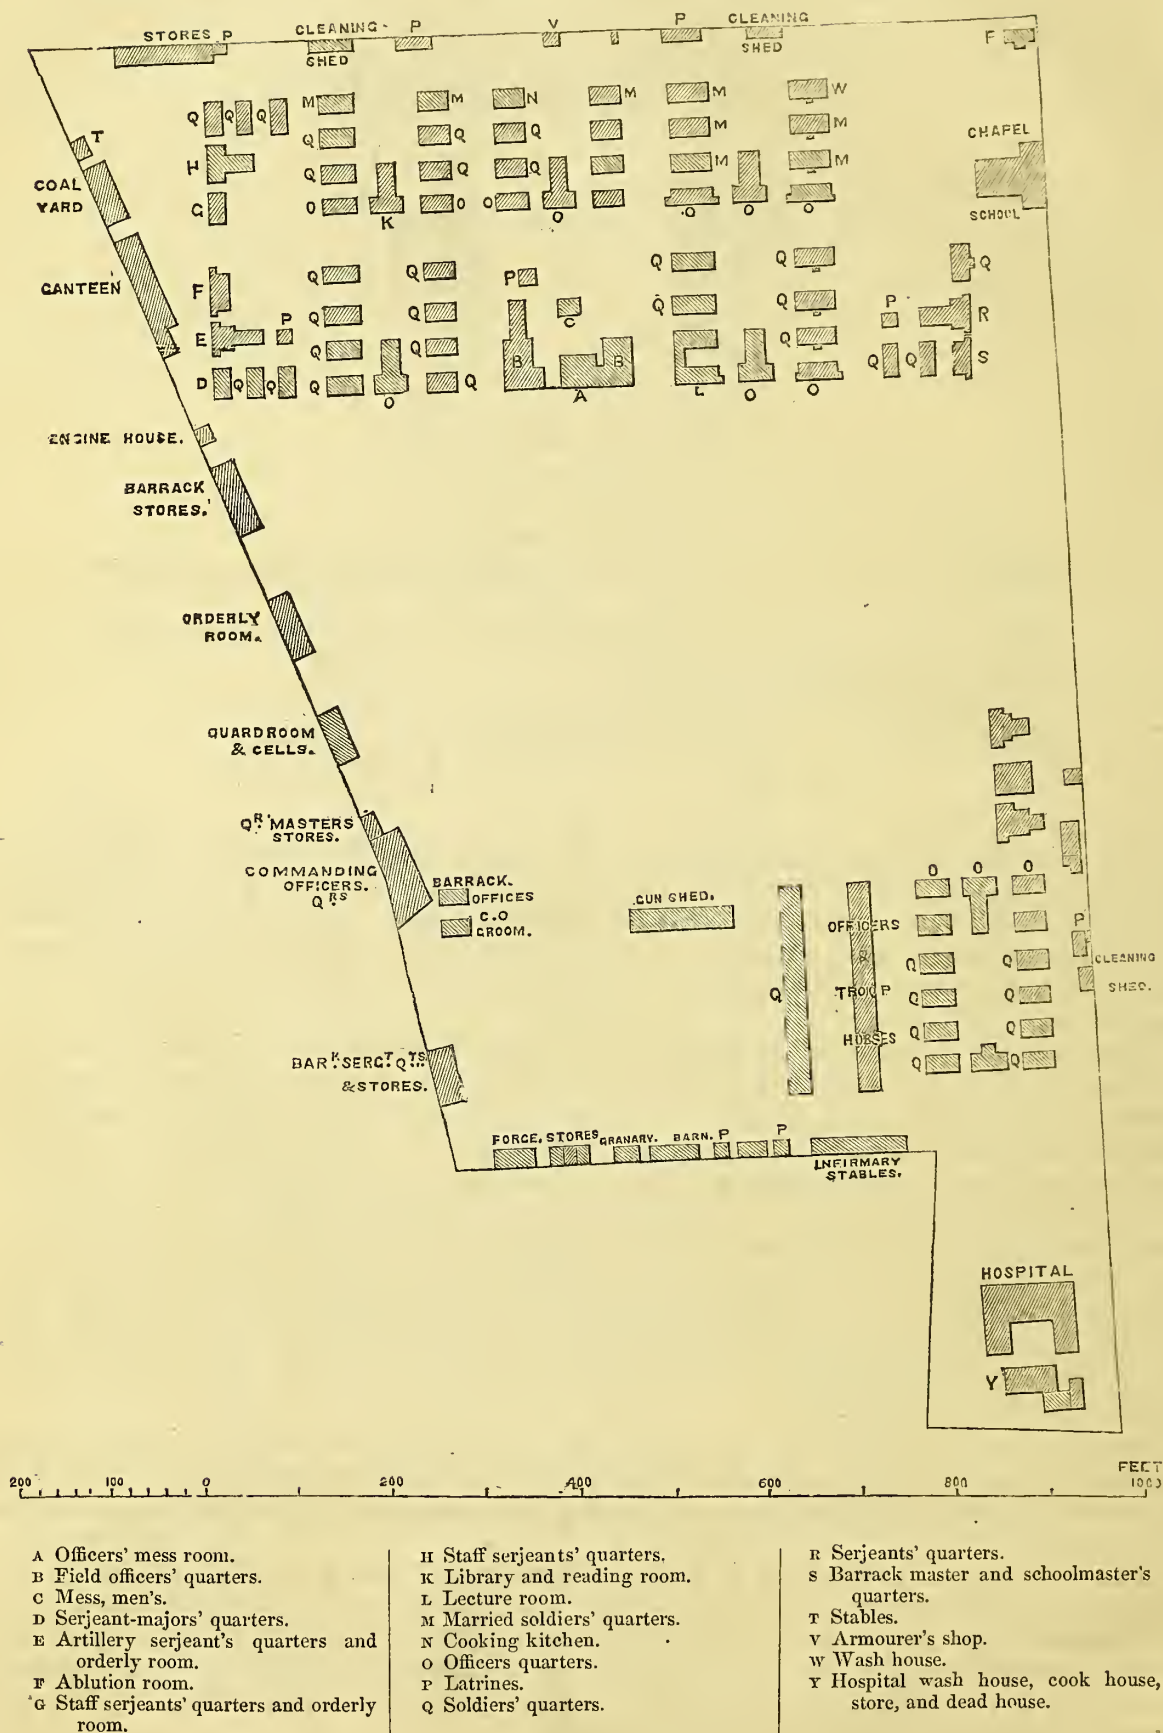 STORES P CLEANING P V P CLEANING
SHED SHED F
M M N M M W
Q Q Q Q Q Q M M
T
H Q Q Q M M CHAPEL
COAL
YARD
G O O O O O O
K O SCHOOL
CANTEEN Q Q P Q Q Q
F Q Q C Q Q P R
E P Q Q B B Q Q Q S
D Q Q Q Q
O A L O O
ENGINE HOUSE.
BARRACK
STORES.
ORDERLY
ROOM.
GUARDROOM
& CELLS.
QR. MASTERS
STORES.
COMMANDING
OFFICERS.
QRS
BARRACK.
OFFICES
C.O
GROOM.
GUN SHED.
O O O
OFFICERS
&
TROOP
HORSES
Q
P
CLEANING
SHED.
Q Q
Q Q
Q Q
Q Q
BARK. SERGT. QTS.
& STORES.
FORGE. STORES GRANARY. BARN. P P
INFIRMARY
STABLES.
HOSPITAL
Y
FEET
200 100 0 200 400 600 800 1000
A Officers' mess room.
B Field officers' quarters.
C Mess, men's.
D Serjeant-majors' quarters.
E Artillery serjeant's quarters and
orderly room.
F Ablution room.
G Staff serjeants' quarters and orderly
room.
H Staff serjeants' quarters.
K Library and reading room.
L Lecture room.
M Married soldiers' quarters.
N Cooking kitchen.
O Officers quarters.
P Latrines.
Q Soldiers' quarters.
R Serjeants' quarters.
S Barrack master and schoolmaster's
quarters.
T Stables.
V Armourer's shop.
W Wash house.
Y Hospital wash house, cook house,
store, and dead house.